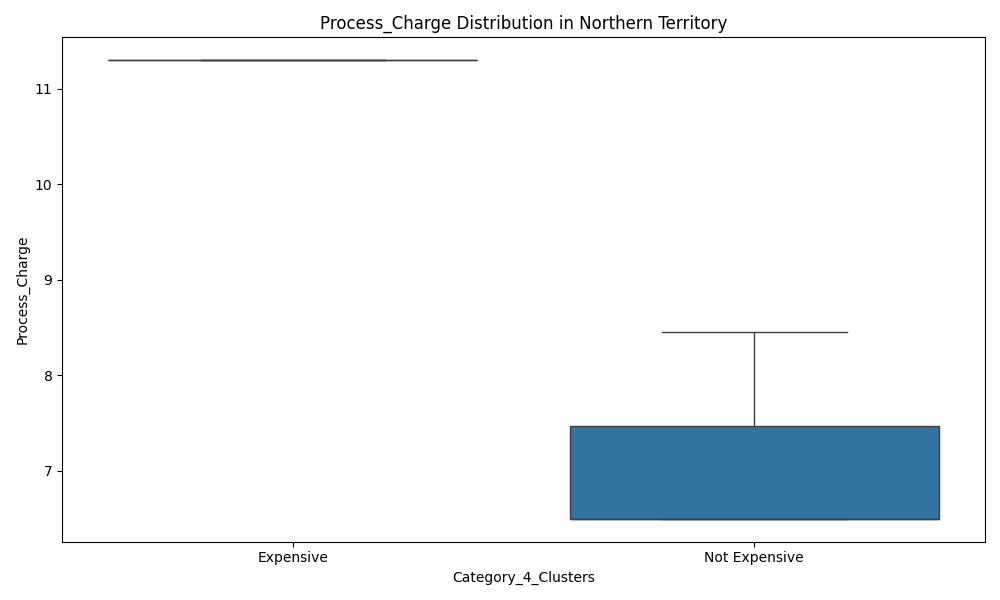 Process_Charge Distribution in Northern Territory
Process_Charge
11
10
9
8
7
Expensive
Not Expensive
Category_4_Clusters